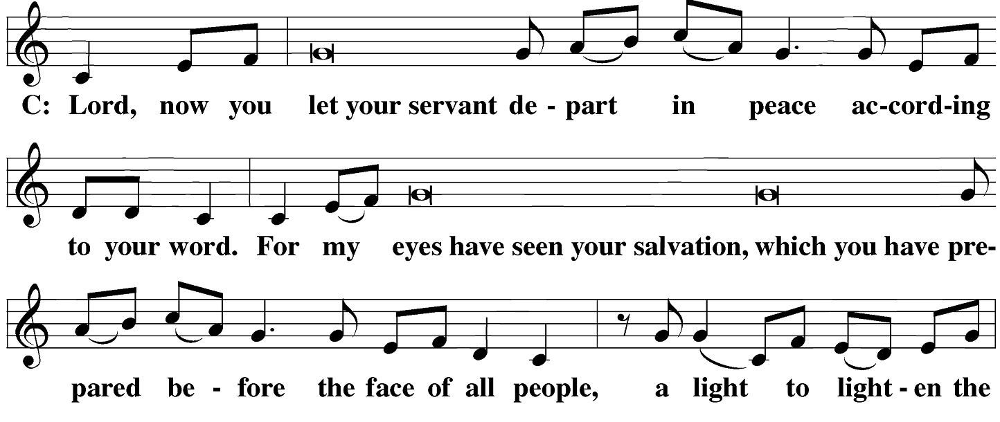 C: Lord, now you let your servant de - part in peace ac-cord-ing
to your word. For my eyes have seen your salvation, which you have pre-
pared be - fore the face of all people, a light to light - en the